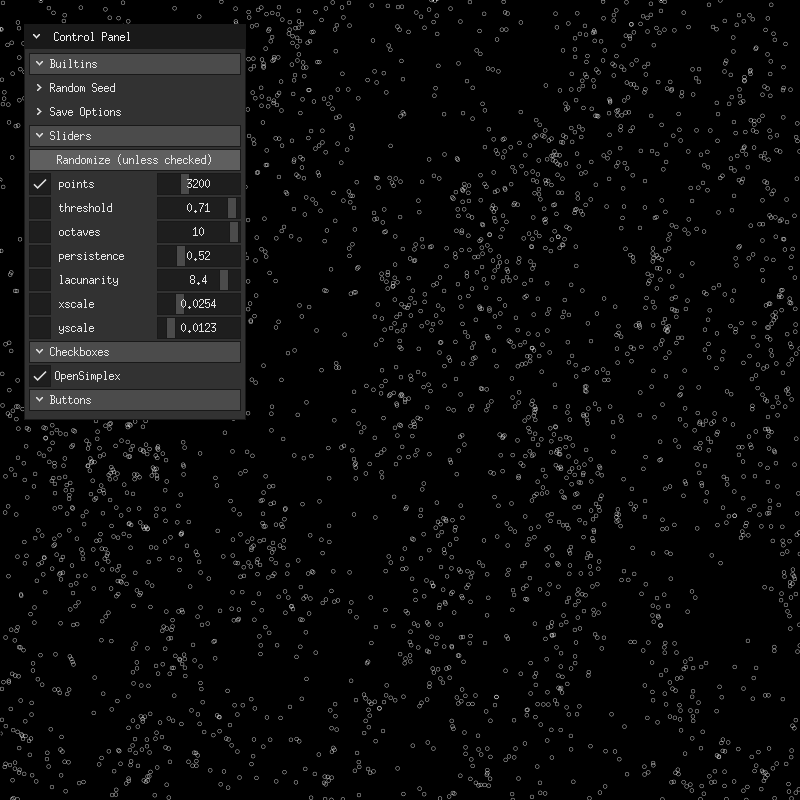 Control Panel
Builtins
Random Seed
Save Options
Sliders
Randomize (unless checked)
points 3200
threshold 0.71
octaves 10
persistence 0.52
lacunarity 8.4
xscale 0.0254
yscale 0.0123
Checkboxes
OpenSimplex
Buttons